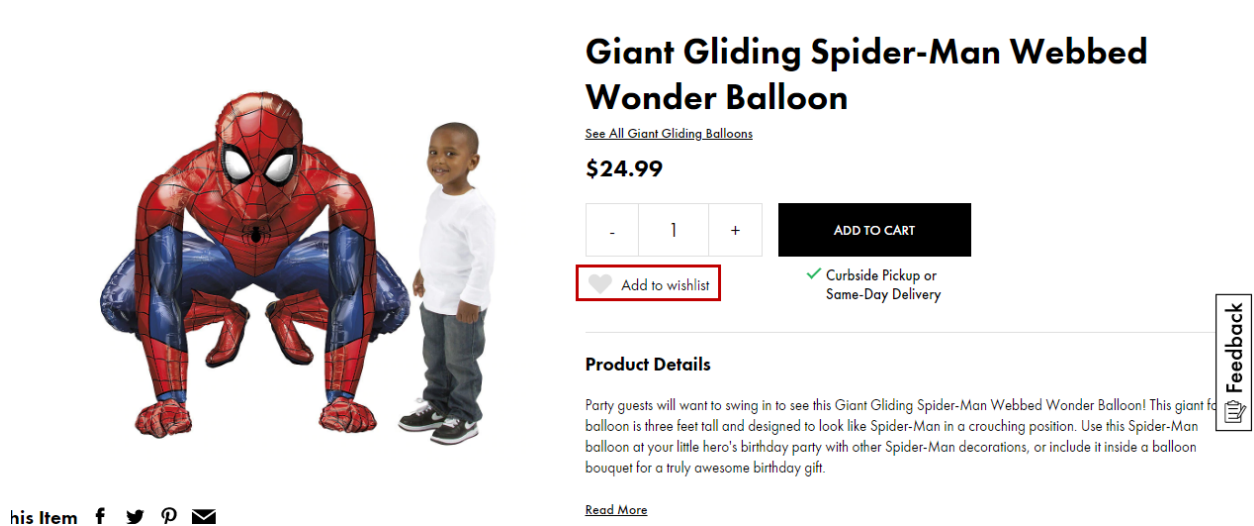 Giant Gliding Spider-Man Webbed
Wonder Balloon
See All Giant Gliding Balloons
$24.99
- 1 + ADD TO CART
Add to wishlist
Curbside Pickup or
Same-Day Delivery
Feedback
Product Details
Party guests will want to swing in to see this Giant Gliding Spider-Man Webbed Wonder Balloon! This giant
balloon is three feet tall and designed to look like Spider-Man in a crouching position. Use this Spider-Man
balloon at your little hero's birthday party with other Spider-Man decorations, or include it inside a balloon
bouquet for a truly awesome birthday gift.
Read More
his Item